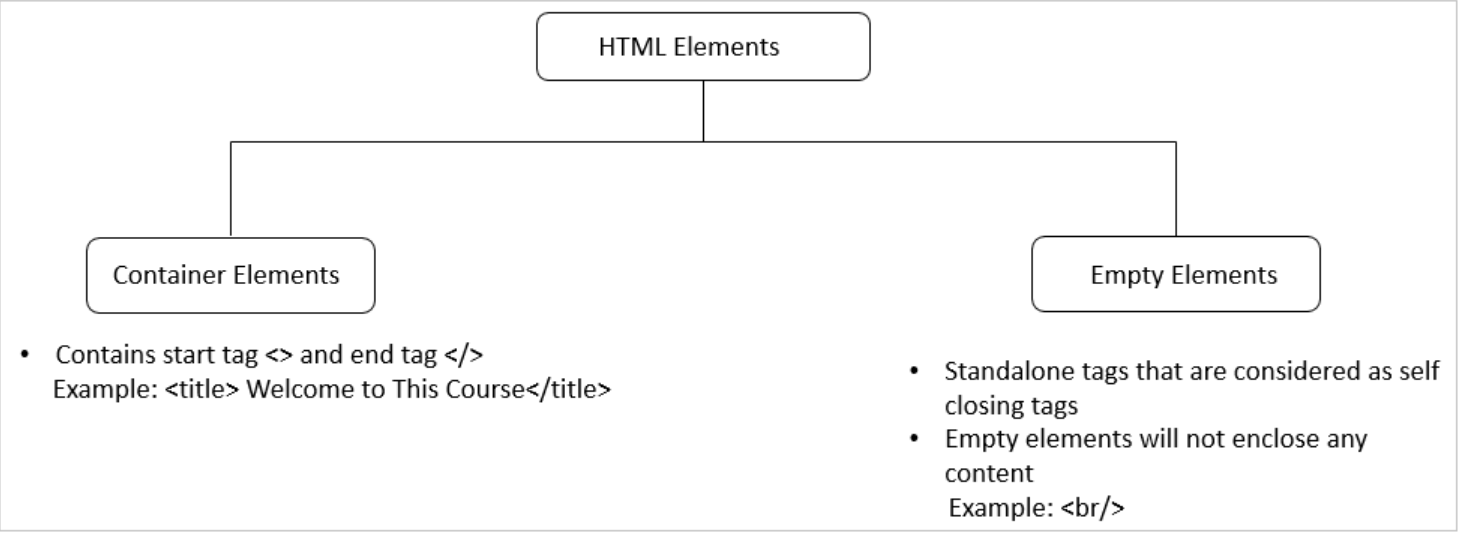 HTML Elements
Container Elements
• Contains start tag <> and end tag </>
Example: <title> Welcome to This Course</title>
Empty Elements
• Standalone tags that are considered as self
closing tags
• Empty elements will not enclose any
content
Example: <br/>